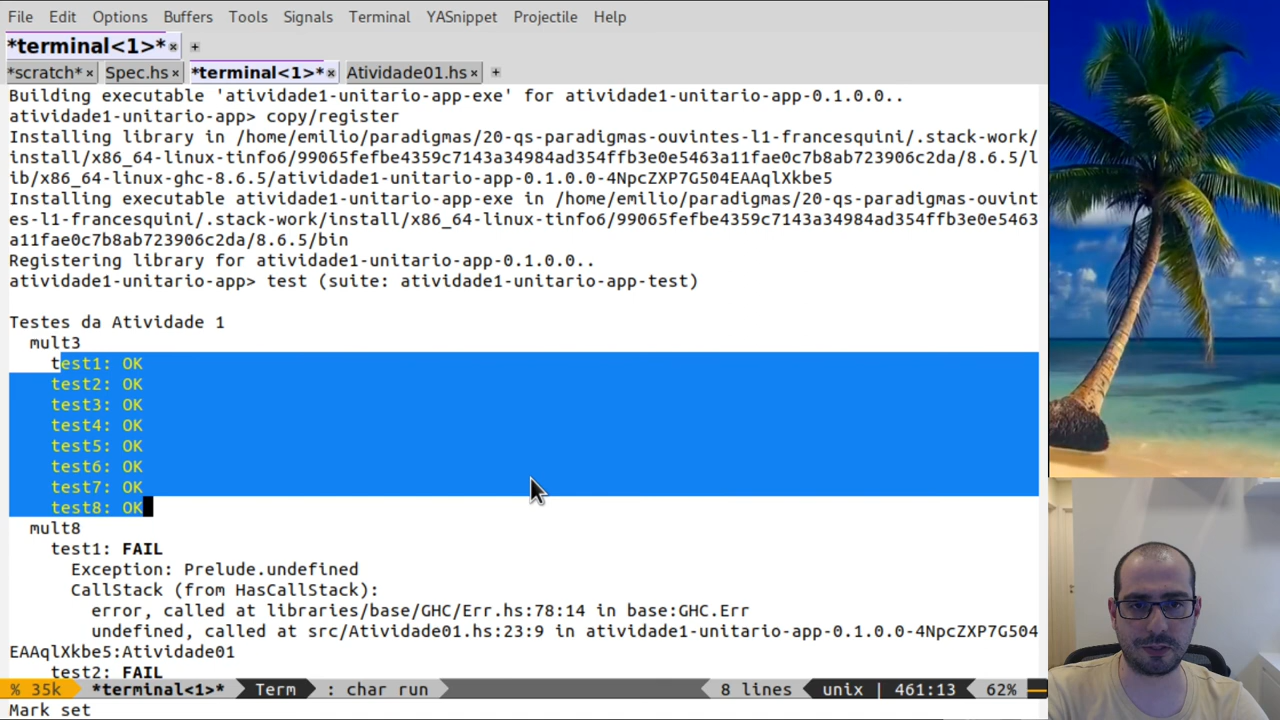 File Edit Options Buffers Tools Signals Terminal YASnippet Projectile Help
*terminal<1>* × +
*scratch* × Spec.hs × *terminal<1>* × Atividade01.hs × +
Building executable 'atividade1-unitario-app-exe' for atividade1-unitario-app-0.1.0.0..
atividade1-unitario-app> copy/register
Installing library in /home/emilio/paradigmas/20-qs-paradigmas-ouvintes-l1-francesquini/.stack-work/
install/x86_64-linux-tinfo6/99065fefbe4359c7143a34984ad354ffb3e0e5463a11fae0c7b8ab723906c2da/8.6.5/l
ib/x86_64-linux-ghc-8.6.5/atividade1-unitario-app-0.1.0.0-4NpcZXP7G504EAAqlXkbe5
Installing executable atividade1-unitario-app-exe in /home/emilio/paradigmas/20-qs-paradigmas-ouvint
es-l1-francesquini/.stack-work/install/x86_64-linux-tinfo6/99065fefbe4359c7143a34984ad354ffb3e0e5463
a11fae0c7b8ab723906c2da/8.6.5/bin
Registering library for atividade1-unitario-app-0.1.0.0..
atividade1-unitario-app> test (suite: atividade1-unitario-app-test)
Testes da Atividade 1
mult3
test1: OK
test2: OK
test3: OK
test4: OK
test5: OK
test6: OK
test7: OK
test8: OK
mult8
test1: FAIL
Exception: Prelude.undefined
CallStack (from HasCallStack):
error, called at libraries/base/GHC/Err.hs:78:14 in base:GHC.Err
undefined, called at src/Atividade01.hs:23:9 in atividade1-unitario-app-0.1.0.0-4NpcZXP7G504
EAAqlXkbe5:Atividade01
test2: FAIL
% 35k *terminal<1>* Term : char run 8 lines unix | 461:13 62%
Mark set